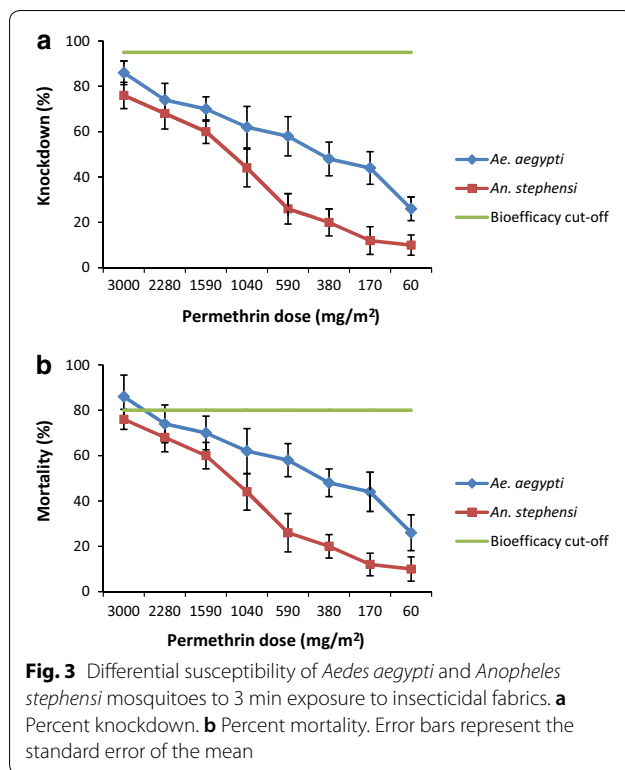 a
100
80
60
40
20
0
Knockdown (%)
3000 2280 1590 1040 590 380 170 60
Permethrin dose (mg/m²)
Ae. aegypti
An. stephensi
Bioefficacy cut-off
b
100
80
60
40
20
0
Mortality (%)
3000 2280 1590 1040 590 380 170 60
Permethrin dose (mg/m²)
Ae. aegypti
An. stephensi
Bioefficacy cut-off
Fig. 3 Differential susceptibility of Aedes aegypti and Anopheles
stephensi mosquitoes to 3 min exposure to insecticidal fabrics. a
Percent knockdown. b Percent mortality. Error bars represent the
standard error of the mean